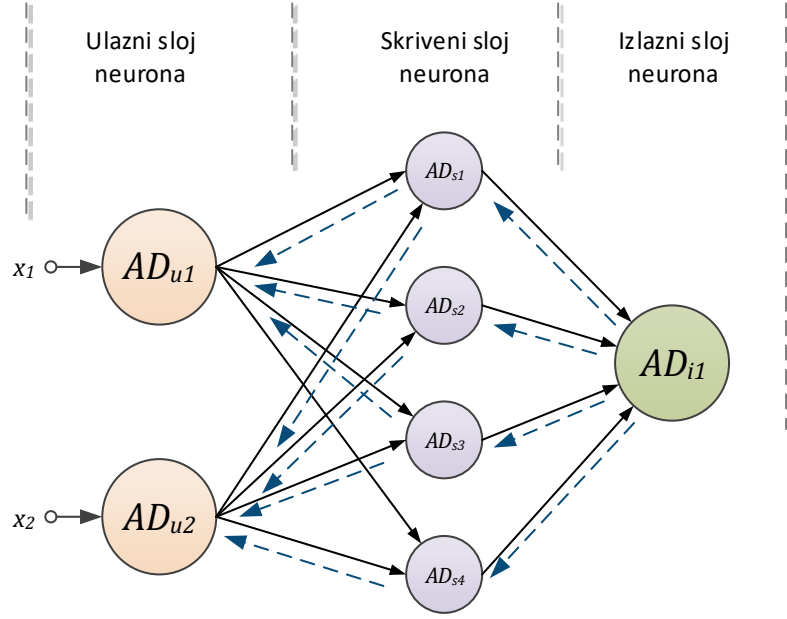 Ulazni sloj
neurona
Skriveni sloj
neurona
Izlazni sloj
neurona
x1
ADu1
x2
ADu2
ADs1
ADs2
ADs3
ADs4
ADi1